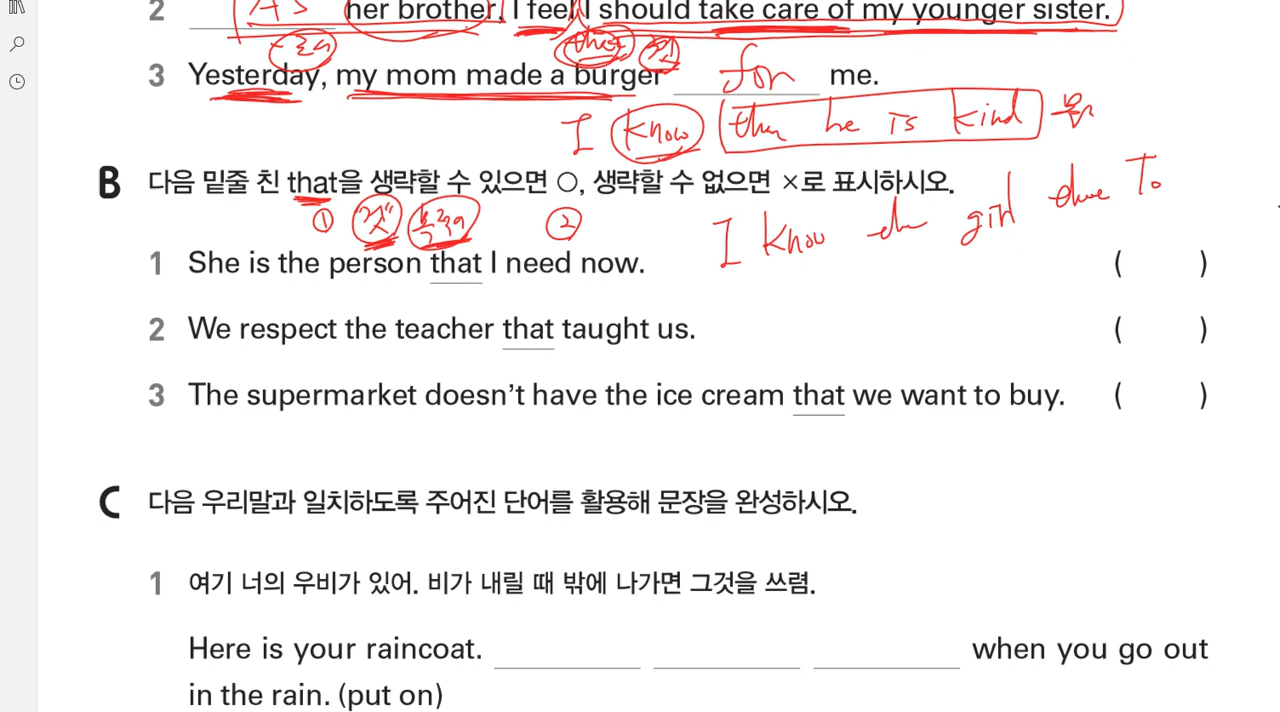 2 As her brother, I feel I should take care of my younger sister.
3 Yesterday, my mom made a burger for me.
I know that he is kind
B 다음 밑줄 친 that을 생략할 수 있으면 ○, 생략할 수 없으면 ×로 표시하시오.
① "것" ②
I know the girl
1 She is the person that I need now. ( )
2 We respect the teacher that taught us. ( )
3 The supermarket doesn't have the ice cream that we want to buy. ( )
C 다음 우리말과 일치하도록 주어진 단어를 활용해 문장을 완성하시오.
1 여기 너의 우비가 있어. 비가 내릴 때 밖에 나가면 그것을 쓰렴.
Here is your raincoat. ______ ______ ______ when you go out
in the rain. (put on)